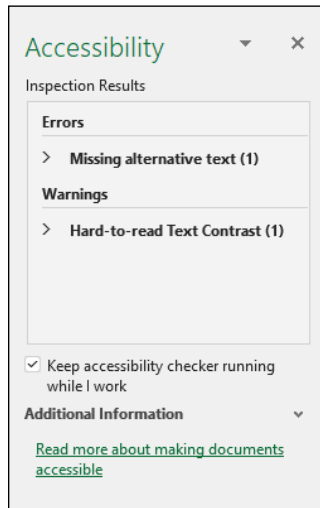 Accessibility
Inspection Results
Errors
Missing alternative text (1)
Warnings
Hard-to-read Text Contrast (1)
Keep accessibility checker running
while I work
Additional Information
Read more about making documents
accessible